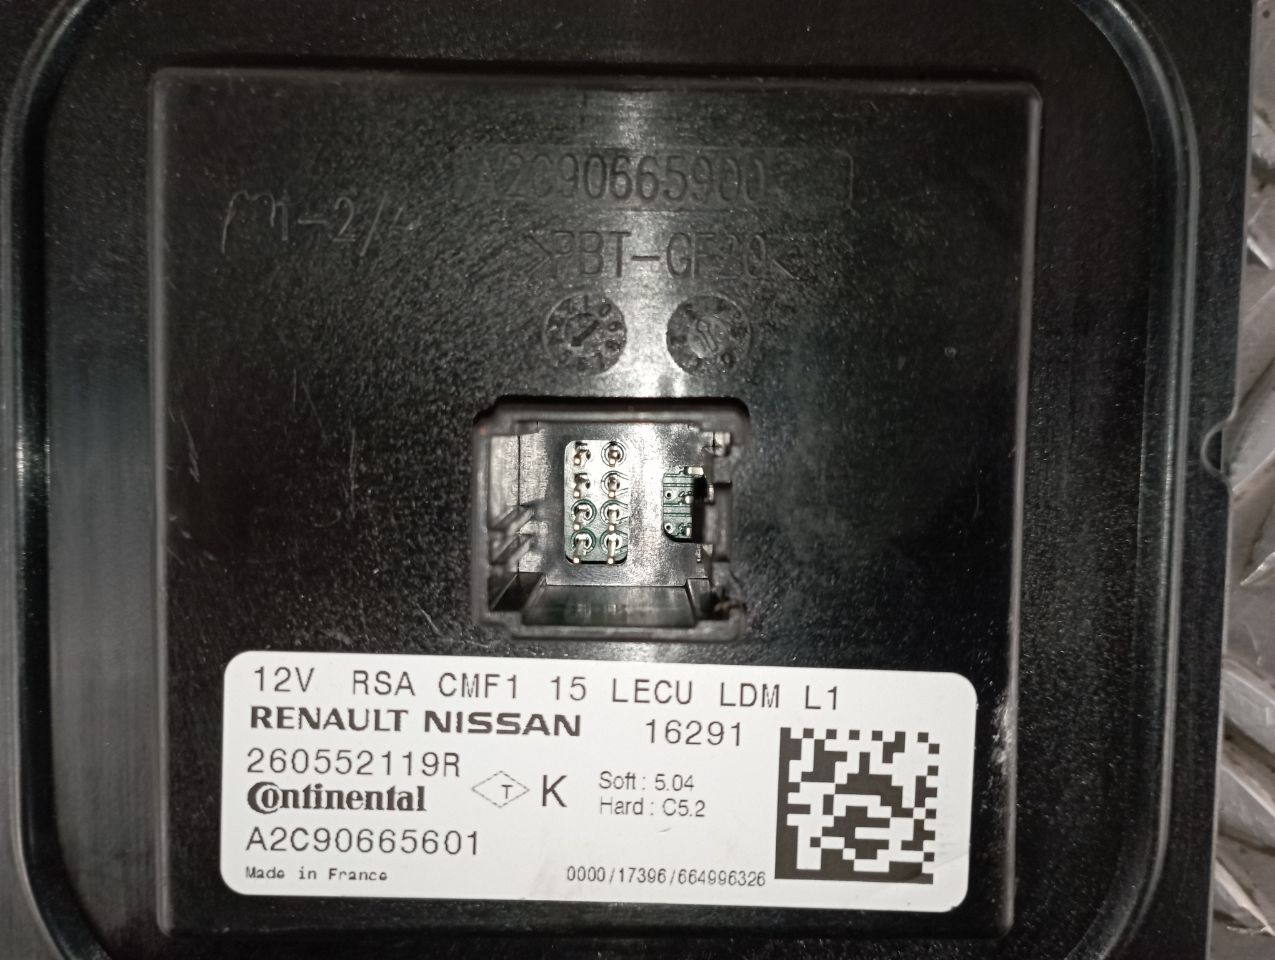 A2C90665900
>PBT-GF30<
12V RSA CMF1 15 LECU LDM L1
RENAULT NISSAN 16291
260552119R
T K Soft : 5.04
Continental Hard : C5.2
A2C90665601
Made in France 0000/17396/664996326